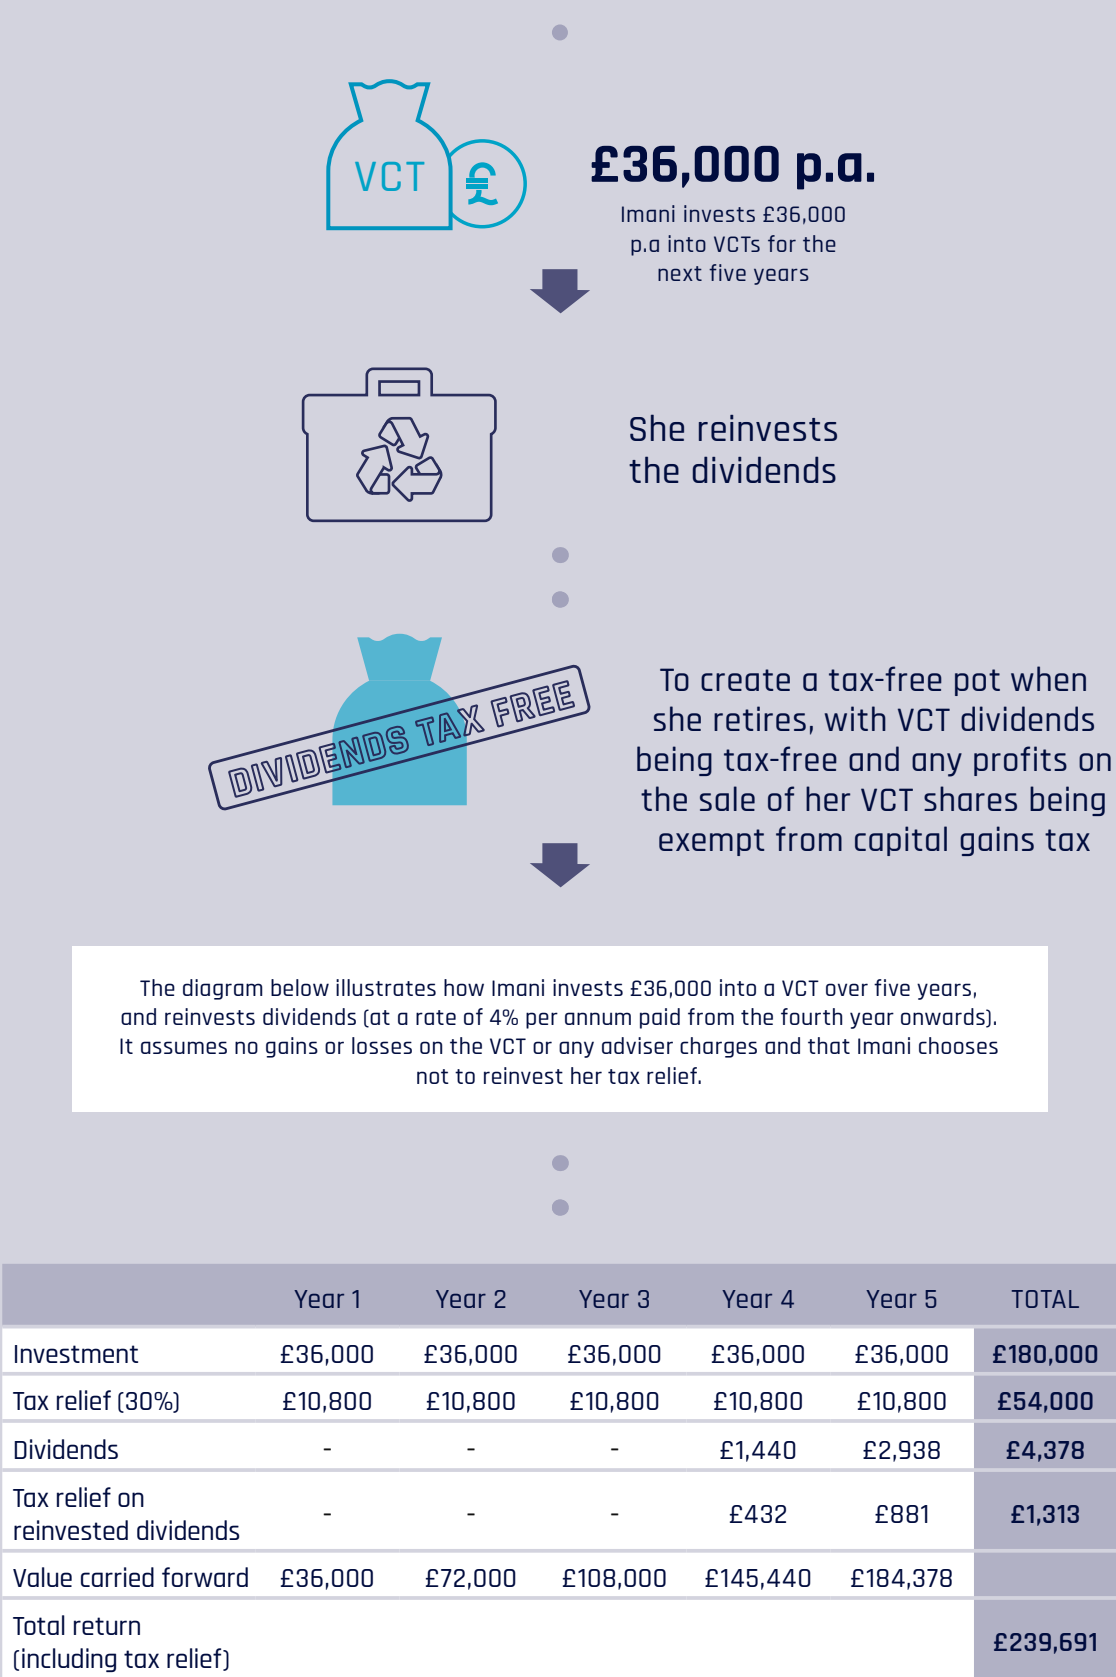 VCT
£
£36,000 p.a.
Imani invests £36,000
p.a into VCTs for the
next five years
She reinvests
the dividends
DIVIDENDS TAX FREE
To create a tax-free pot when
she retires, with VCT dividends
being tax-free and any profits on
the sale of her VCT shares being
exempt from capital gains tax
The diagram below illustrates how Imani invests £36,000 into a VCT over five years,
and reinvests dividends (at a rate of 4% per annum paid from the fourth year onwards).
It assumes no gains or losses on the VCT or any adviser charges and that Imani chooses
not to reinvest her tax relief.
Year 1 Year 2 Year 3 Year 4 Year 5 TOTAL
Investment £36,000 £36,000 £36,000 £36,000 £36,000 £180,000
Tax relief (30%) £10,800 £10,800 £10,800 £10,800 £10,800 £54,000
Dividends - - - £1,440 £2,938 £4,378
Tax relief on
reinvested dividends - - - £432 £881 £1,313
Value carried forward £36,000 £72,000 £108,000 £145,440 £184,378
Total return
(including tax relief) £239,691